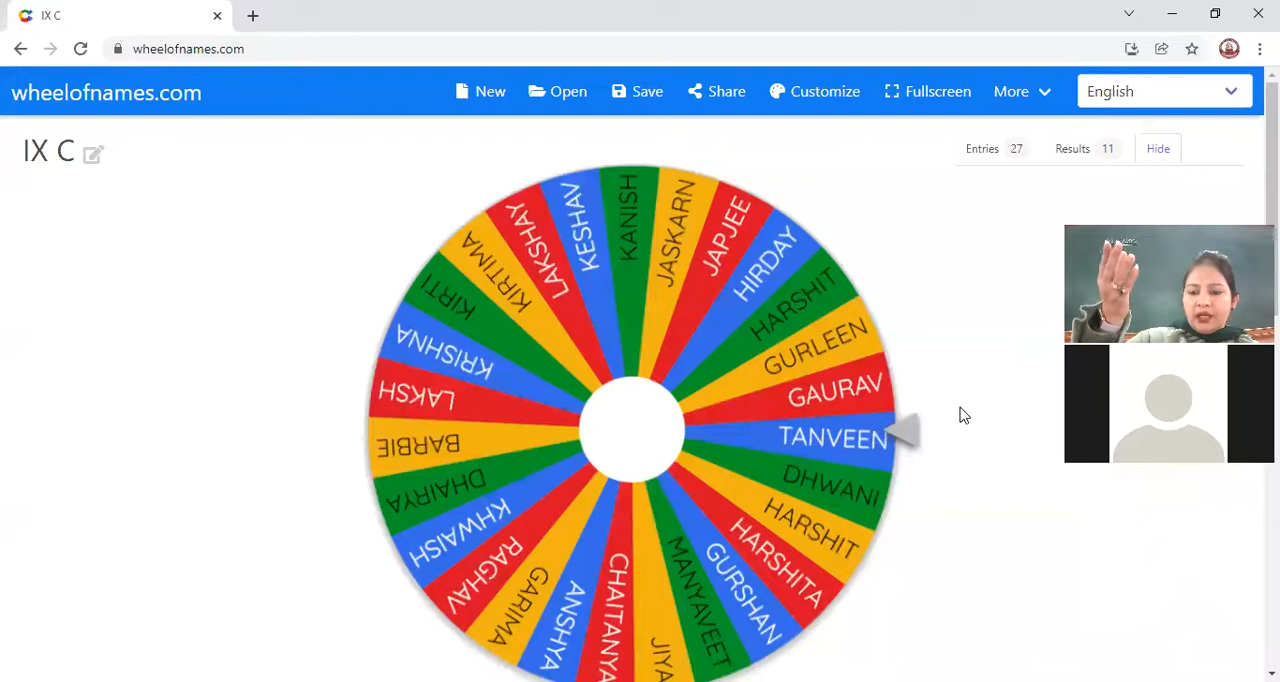 IX C
wheelofnames.com
wheelofnames.com
New
Open
Save
Share
Customize
Fullscreen
More
English
IX C
Entries 27
Results 11
Hide
KANISH
JASKARN
JAPJEE
HIRDAY
HARSHIT
GURLEEN
GAURAV
TANVEEN
DHWANI
HARSHIT
HARSHITA
GURSHAN
MANYAVEET
JIYA
CHAITANYA
ANSHYA
GARIMA
RAGHAV
KHWAISH
DHAIRYA
BARBIE
LAKSH
KRISHNA
KIRTI
KIRTIMA
LAKSHAY
KESHAV